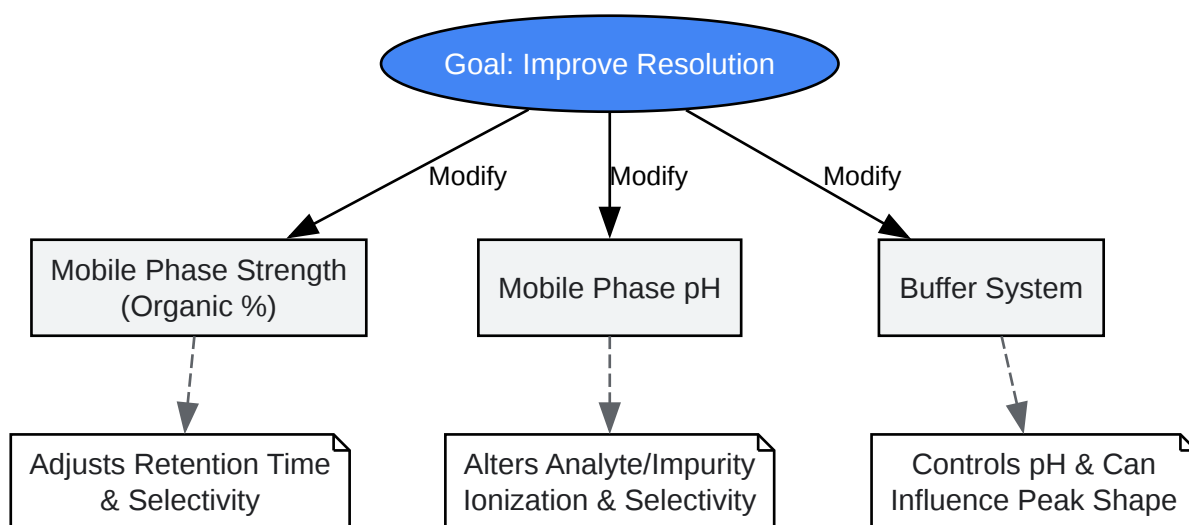 Goal: Improve Resolution
Modify
Modify
Modify
Mobile Phase Strength
(Organic %)
Mobile Phase pH
Buffer System
Adjusts Retention Time
& Selectivity
Alters Analyte/Impurity
Ionization & Selectivity
Controls pH & Can
Influence Peak Shape